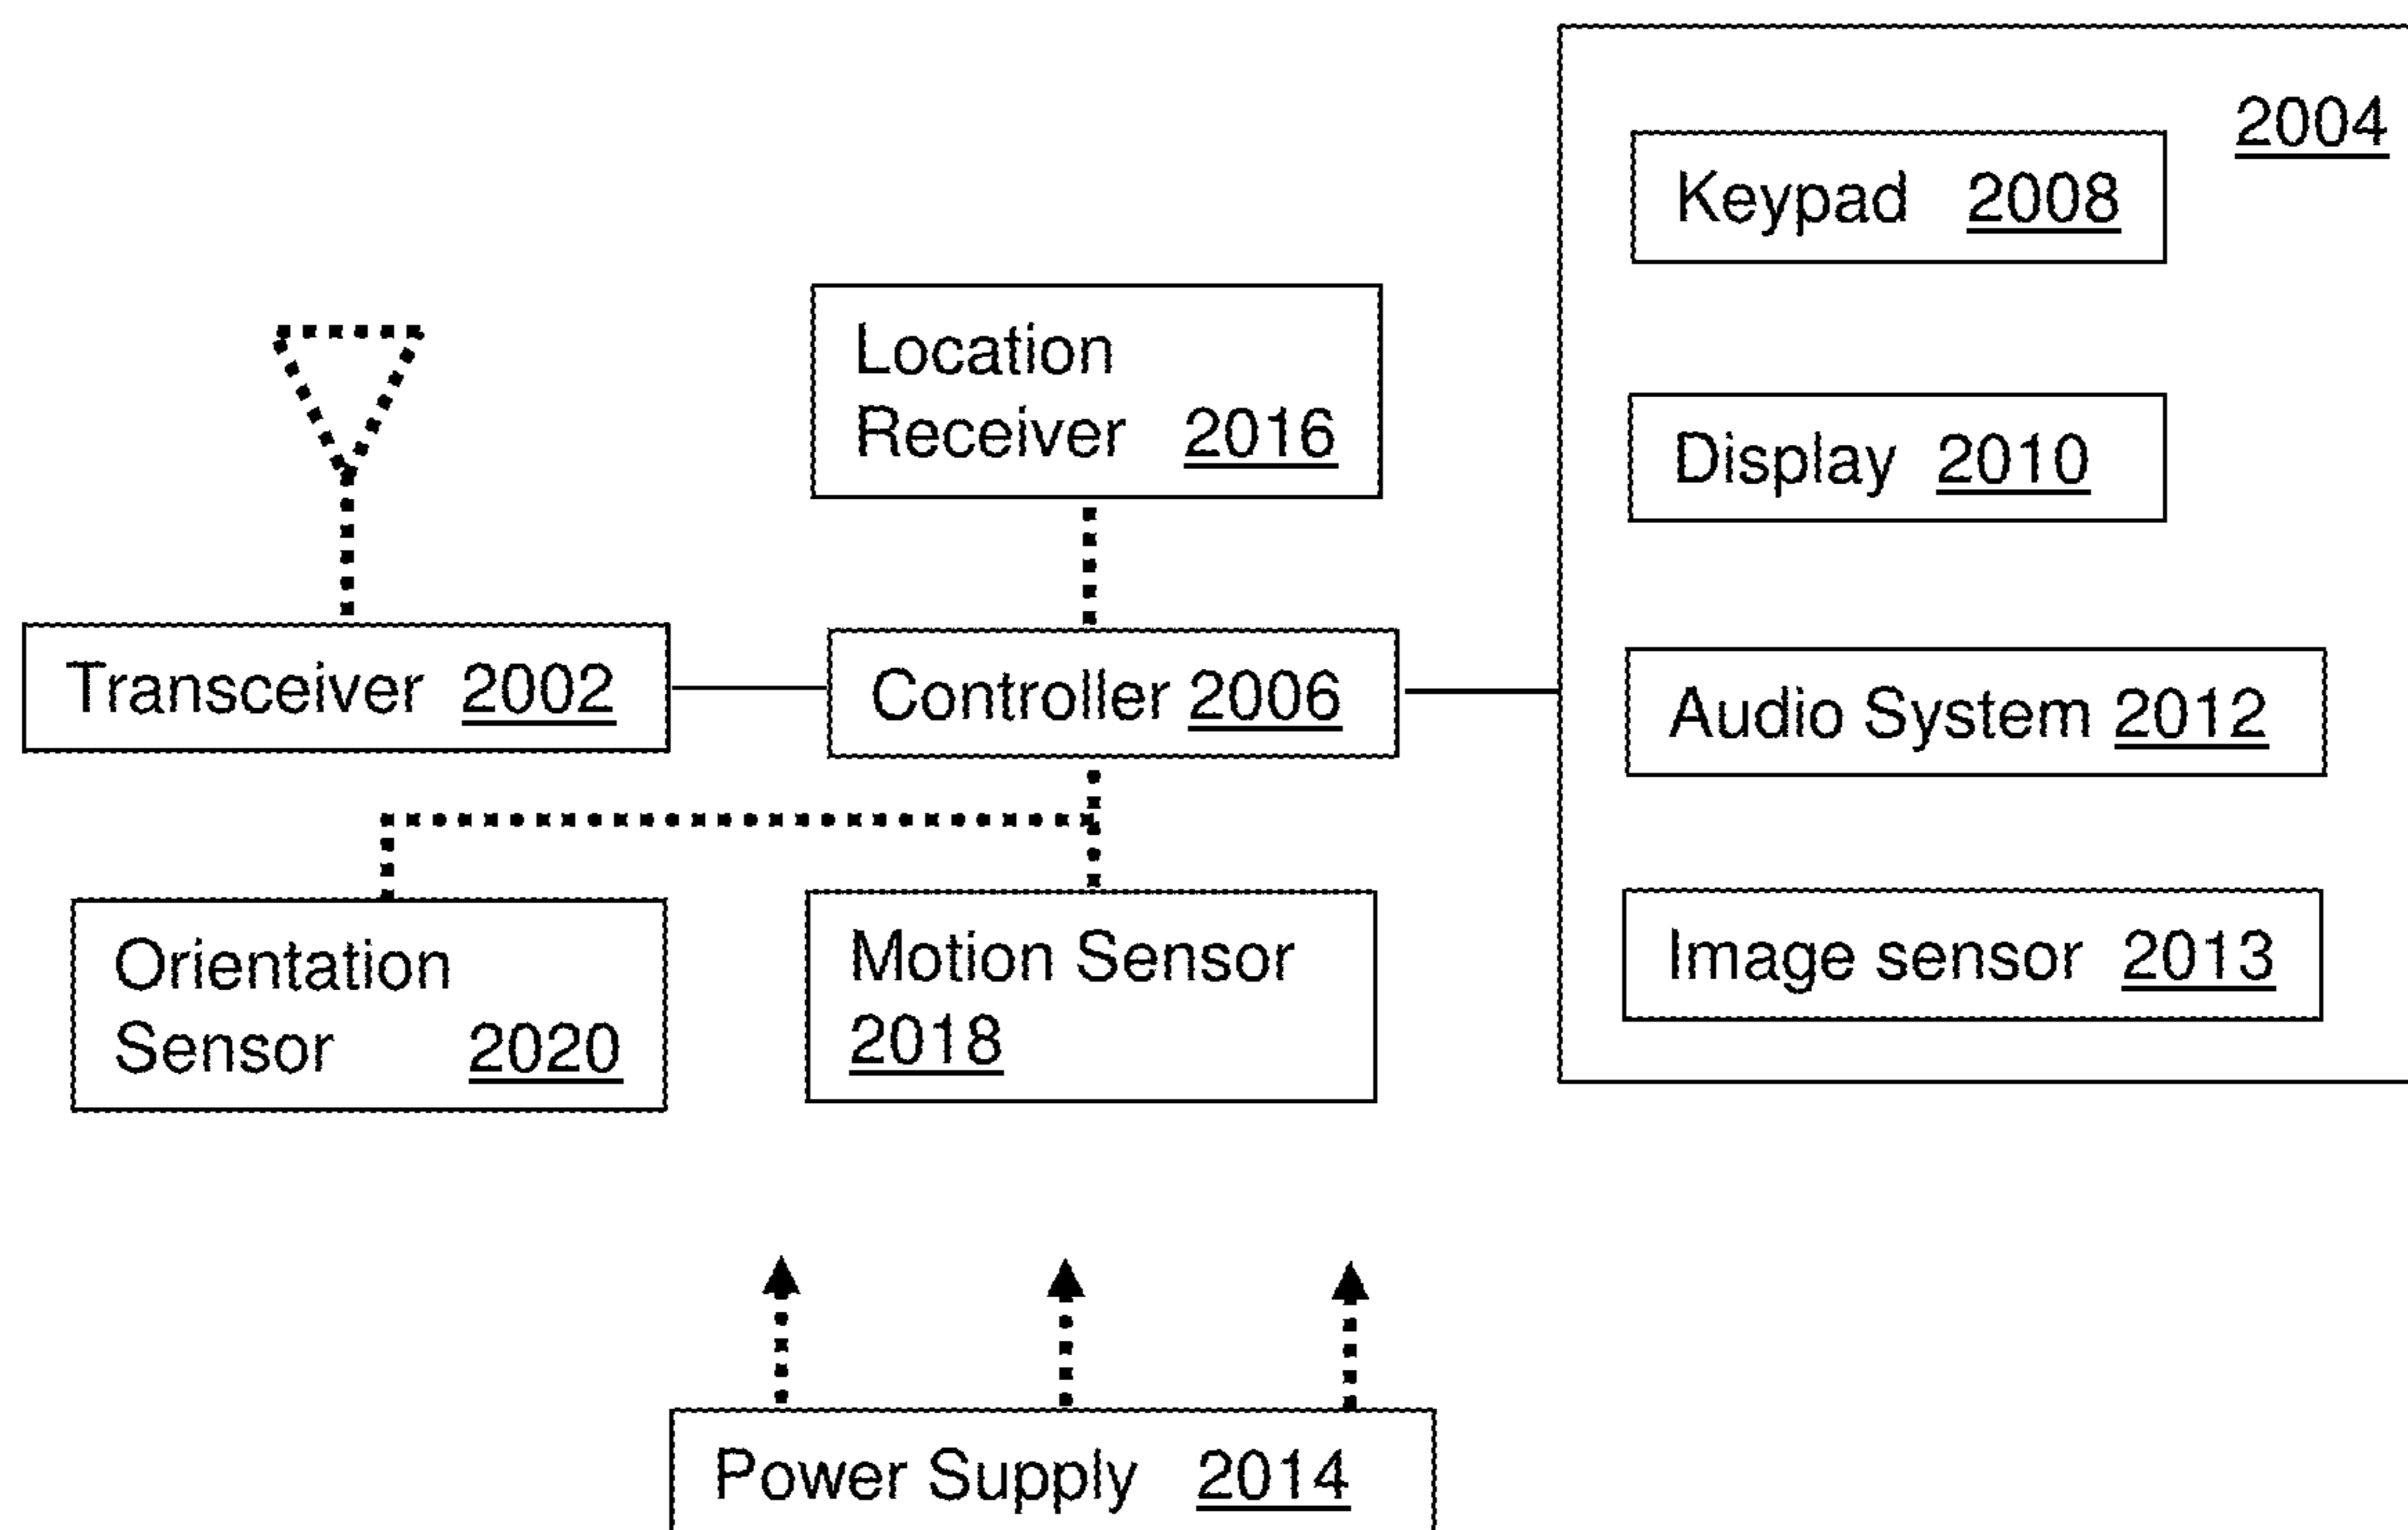 2004
Keypad 2008
Location
Receiver 2016
Display 2010
Transceiver 2002
Controller 2006
Audio System 2012
Orientation
Sensor 2020
Motion Sensor
2018
Image sensor 2013
Power Supply 2014